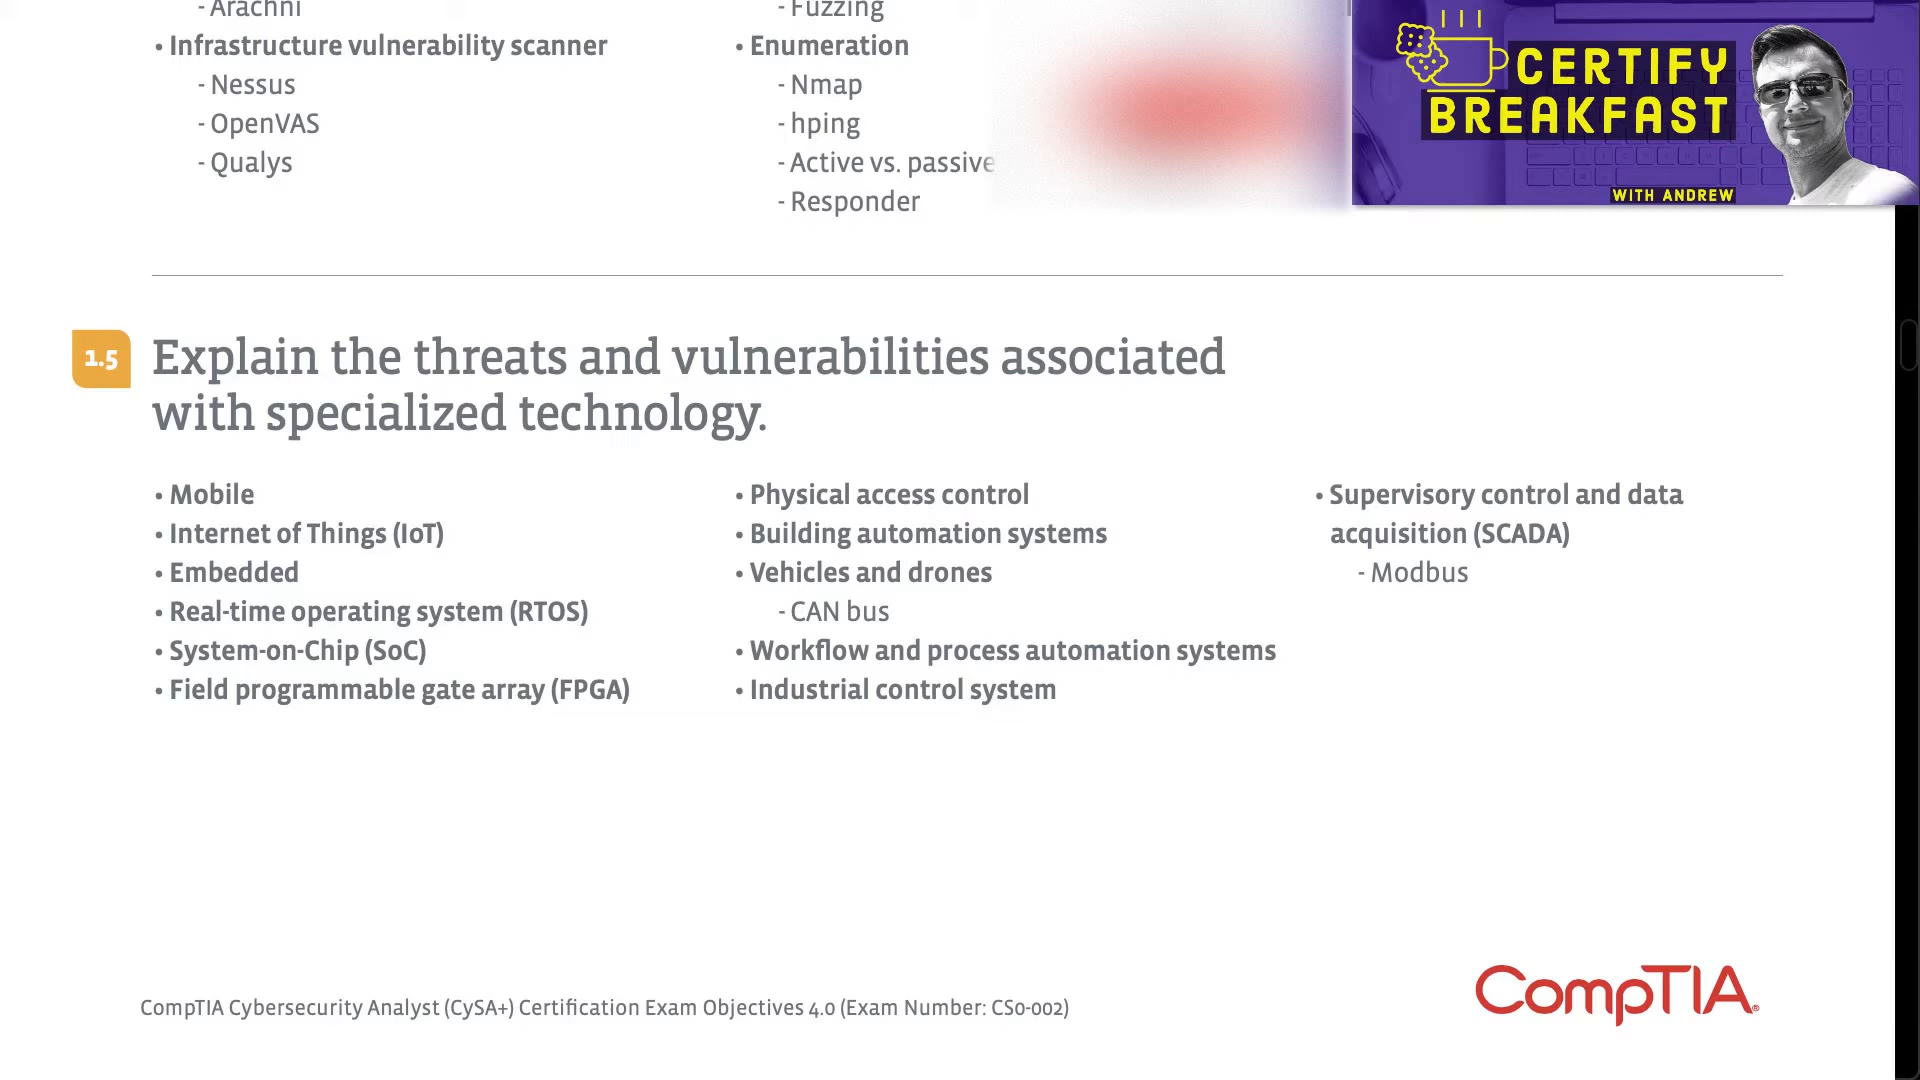 - Arachni
• Infrastructure vulnerability scanner
- Nessus
- OpenVAS
- Qualys
- Fuzzing
• Enumeration
- Nmap
- hping
- Active vs. passive
- Responder
CERTIFY
BREAKFAST
WITH ANDREW
1.5 Explain the threats and vulnerabilities associated
with specialized technology.
• Mobile
• Internet of Things (IoT)
• Embedded
• Real-time operating system (RTOS)
• System-on-Chip (SoC)
• Field programmable gate array (FPGA)
• Physical access control
• Building automation systems
• Vehicles and drones
- CAN bus
• Workflow and process automation systems
• Industrial control system
• Supervisory control and data
acquisition (SCADA)
- Modbus
CompTIA Cybersecurity Analyst (CySA+) Certification Exam Objectives 4.0 (Exam Number: CS0-002)
CompTIA®